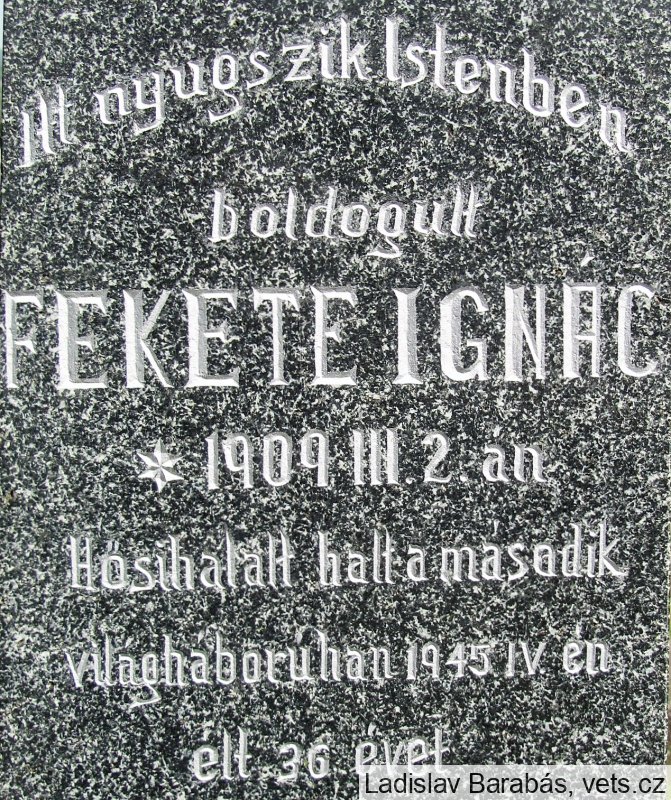 Itt nyugszik Istenben
boldogult
FEKETE IGNÁC
* 1909 III. 2. án
Hősihalált halt a második
világháboruban 1945 IV én
élt 36 évet
Ladislav Barabás, vets.cz